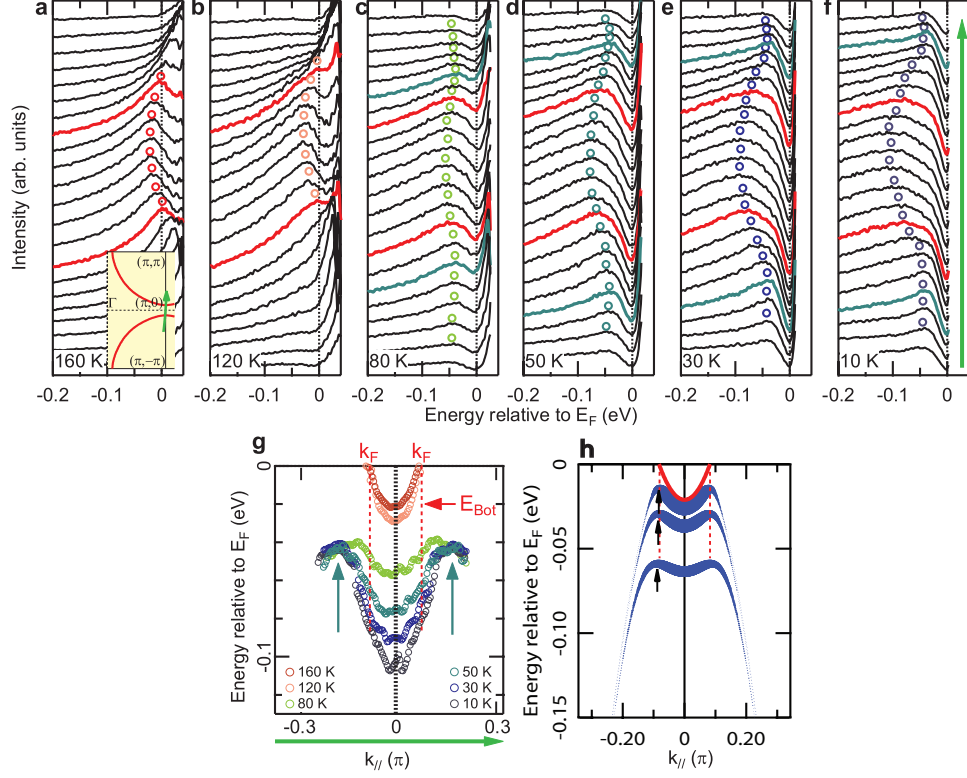 a b c d e f
Intensity (arb. units)
(π,π)
Γ
(π,0)
(π,−π)
160 K 120 K 80 K 50 K 30 K 10 K
-0.2 -0.1 0 -0.2 -0.1 0 -0.2 -0.1 0 -0.2 -0.1 0 -0.2 -0.1 0 -0.2 -0.1 0
Energy relative to E_F (eV)
g
k_F k_F
E_Bot
0
-0.1
Energy relative to E_F (eV)
160 K
120 K
80 K
50 K
30 K
10 K
-0.3 0 0.3
k_// (π)
h
0
-0.05
-0.10
-0.15
Energy relative to E_F (eV)
-0.20 0 0.20
k_// (π)